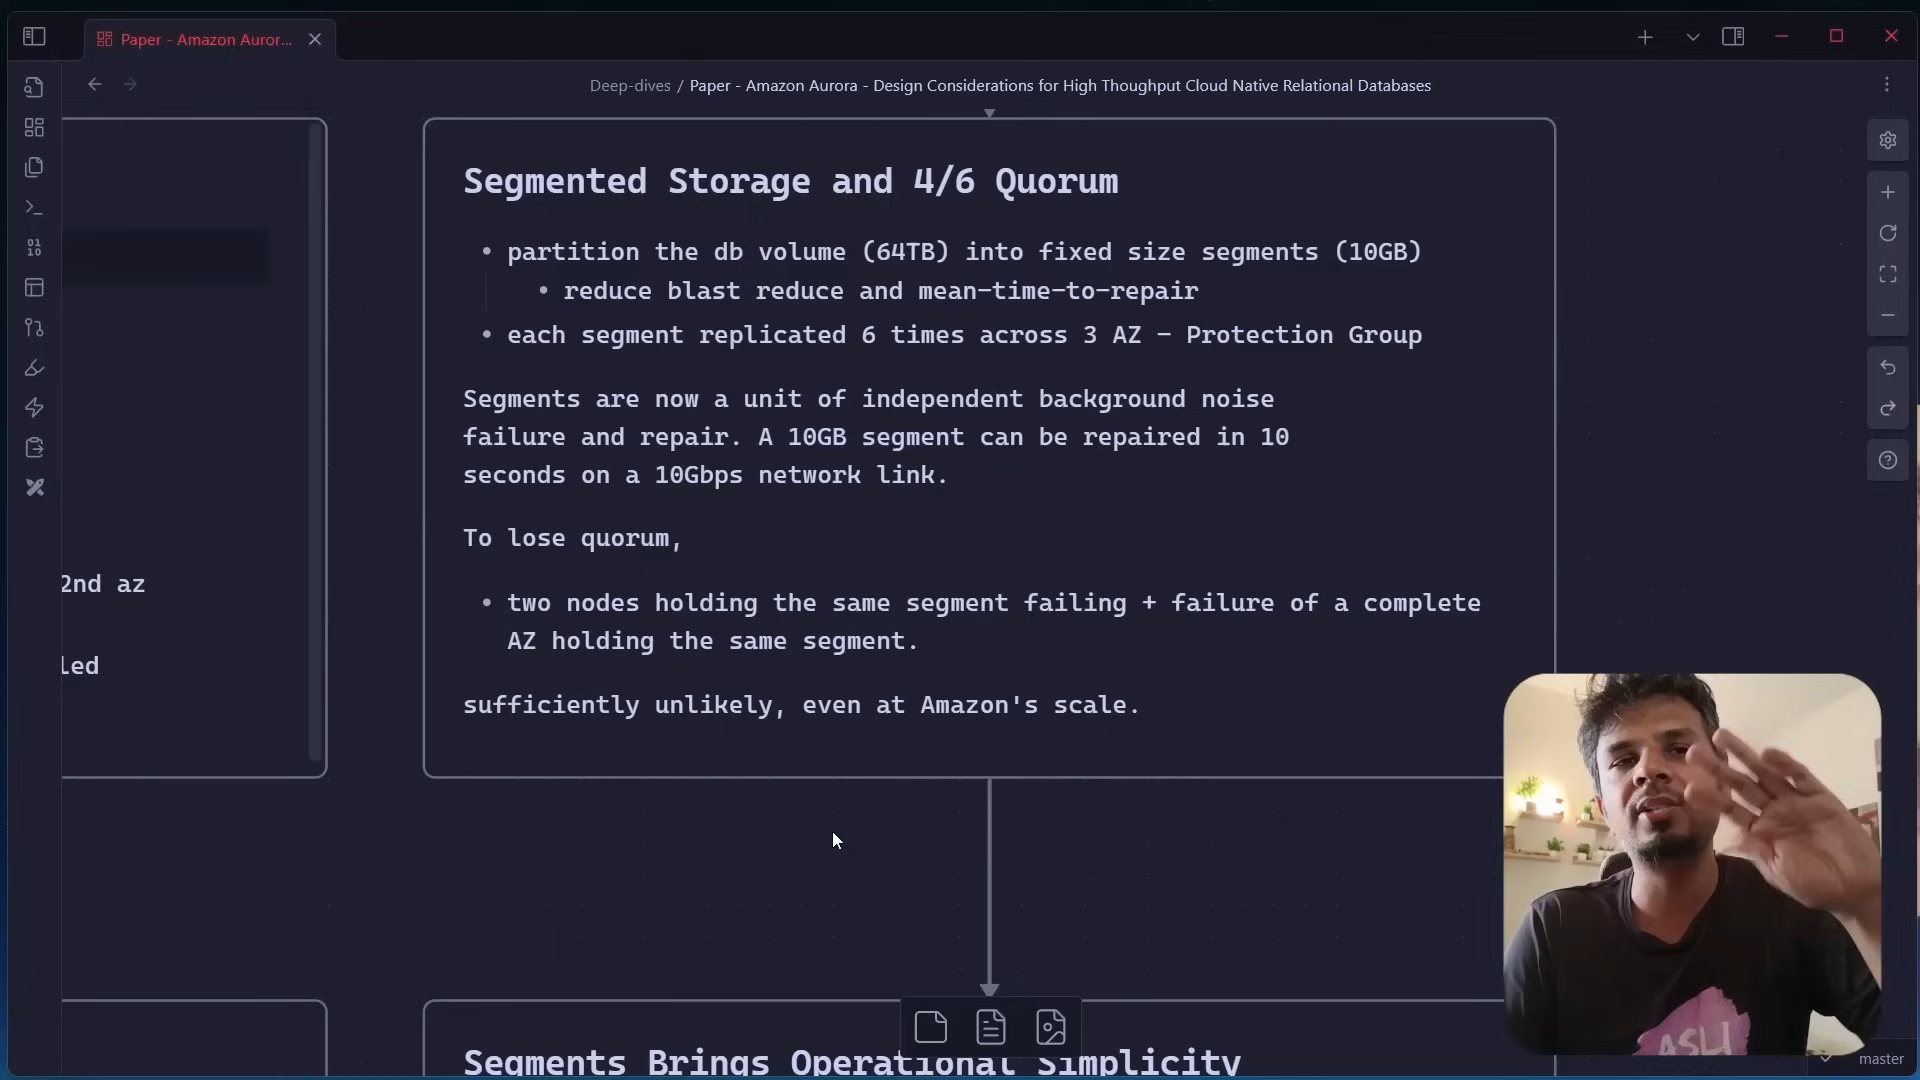 Paper - Amazon Auror...
Deep-dives / Paper - Amazon Aurora - Design Considerations for High Thoughput Cloud Native Relational Databases
Segmented Storage and 4/6 Quorum
• partition the db volume (64TB) into fixed size segments (10GB)
• reduce blast reduce and mean-time-to-repair
• each segment replicated 6 times across 3 AZ - Protection Group
Segments are now a unit of independent background noise
failure and repair. A 10GB segment can be repaired in 10
seconds on a 10Gbps network link.
To lose quorum,
• two nodes holding the same segment failing + failure of a complete
AZ holding the same segment.
sufficiently unlikely, even at Amazon's scale.
2nd az
led
Segments Brings Operational Simplicity
ASLI
master